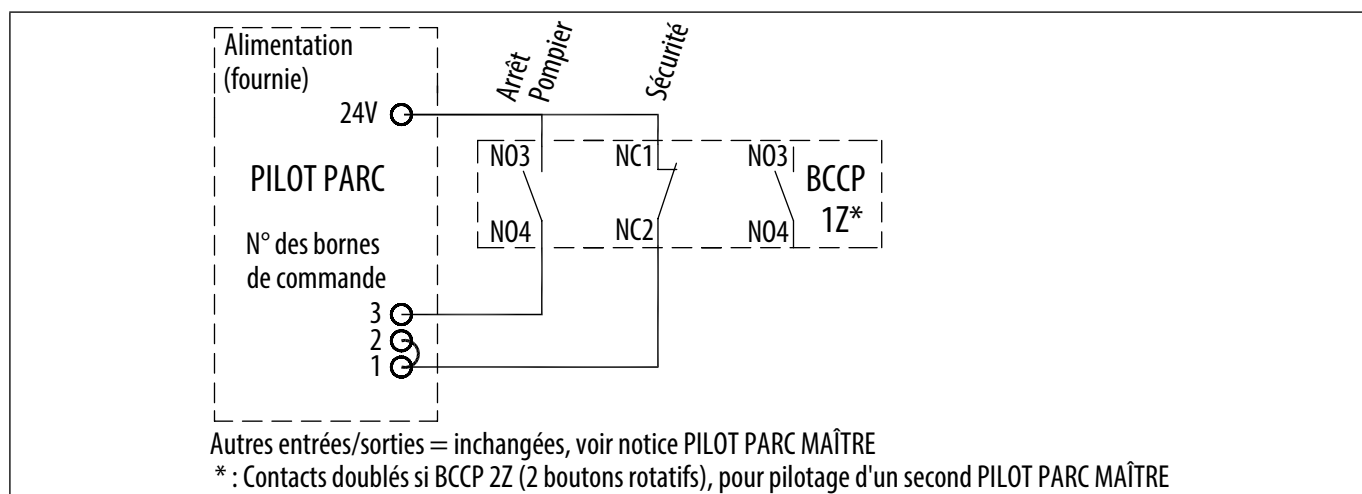 Alimentation
(fournie)
24V
Arrêt
Pompier
Sécurité
PILOT PARC
NO3
NC1
NO3
BCCP
1Z*
NO4
NC2
NO4
N° des bornes
de commande
3
2
1
Autres entrées/sorties = inchangées, voir notice PILOT PARC MAÎTRE
* : Contacts doublés si BCCP 2Z (2 boutons rotatifs), pour pilotage d'un second PILOT PARC MAÎTRE